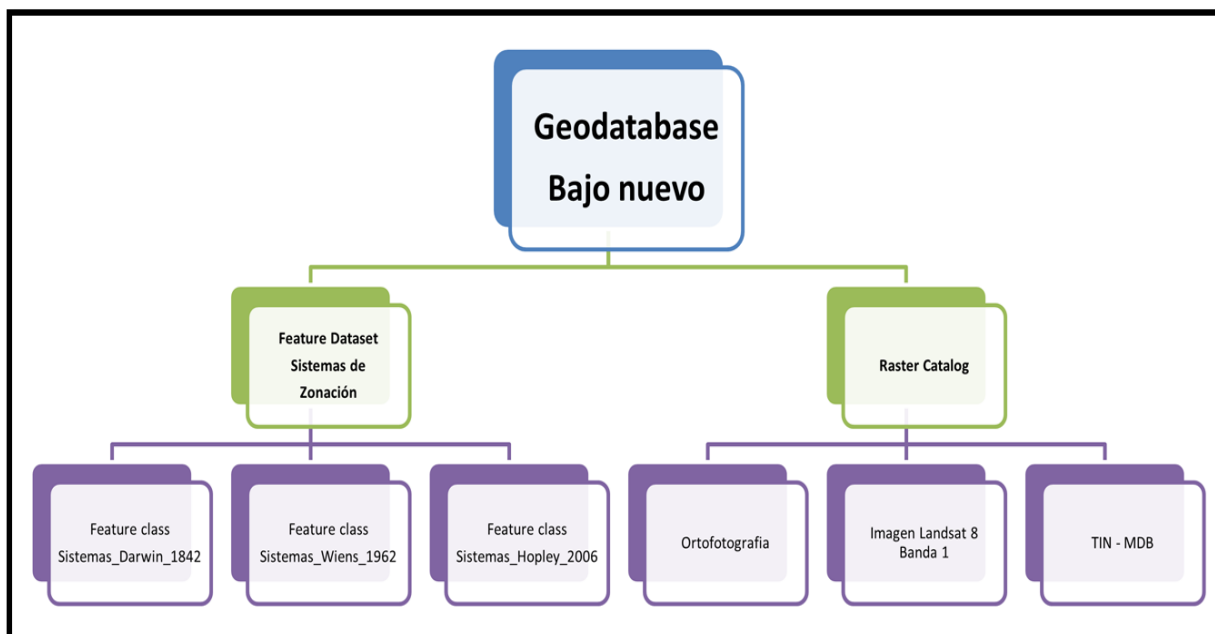 Geodatabase
Bajo nuevo
Feature Dataset
Sistemas de
Zonación
Raster Catalog
Feature class
Sistemas_Darwin_1842
Feature class
Sistemas_Wiens_1962
Feature class
Sistemas_Hopley_2006
Ortofotografia
Imagen Landsat 8
Banda 1
TIN - MDB